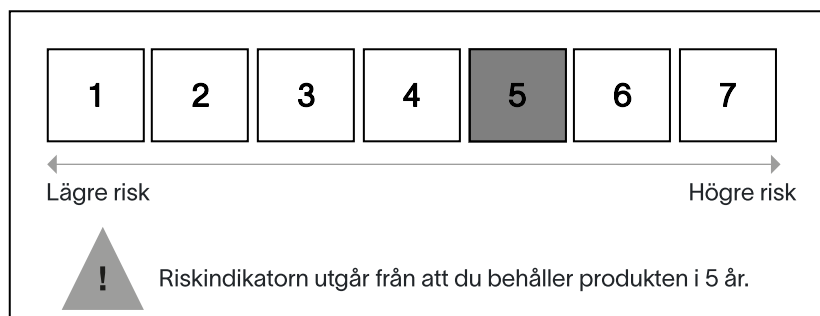 1 2 3 4 5 6 7
Lägre risk Högre risk
! Riskindikatorn utgår från att du behåller produkten i 5 år.